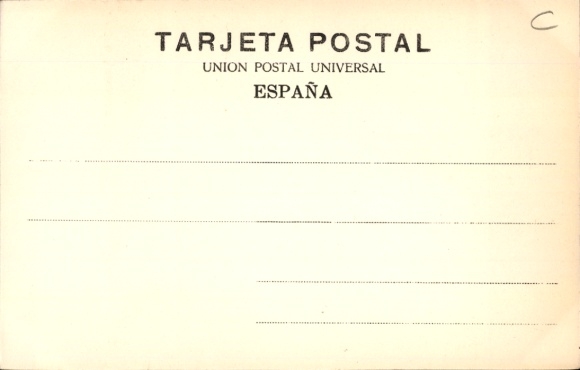 C
TARJETA POSTAL
UNION POSTAL UNIVERSAL
ESPAÑA